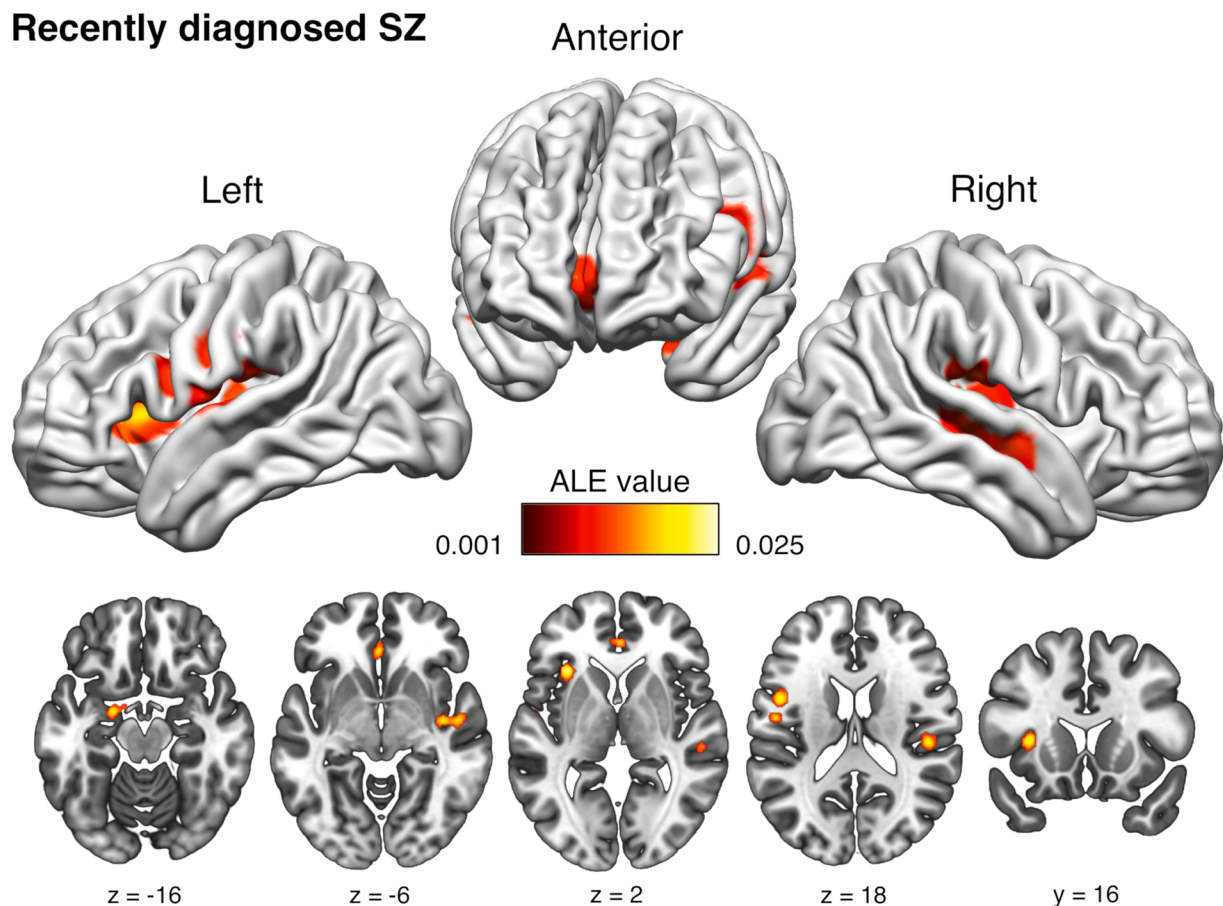 Recently diagnosed SZ
Anterior
Left
Right
ALE value
0.001
0.025
z = -16
z = -6
z = 2
z = 18
y = 16